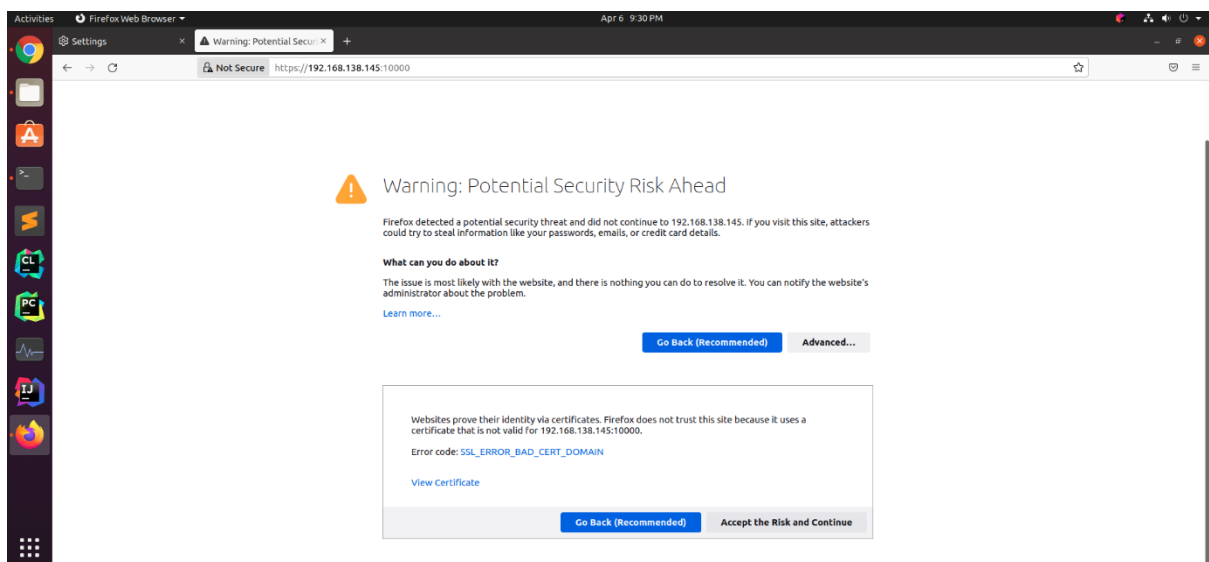 Activities
Firefox Web Browser
Apr 6 9:30 PM
Settings
Warning: Potential Securi
Not Secure https://192.168.138.145:10000
Warning: Potential Security Risk Ahead
Firefox detected a potential security threat and did not continue to 192.168.138.145. If you visit this site, attackers
could try to steal information like your passwords, emails, or credit card details.
What can you do about it?
The issue is most likely with the website, and there is nothing you can do to resolve it. You can notify the website's
administrator about the problem.
Learn more...
Go Back (Recommended)
Advanced...
Websites prove their identity via certificates. Firefox does not trust this site because it uses a
certificate that is not valid for 192.168.138.145:10000.
Error code: SSL_ERROR_BAD_CERT_DOMAIN
View Certificate
Go Back (Recommended)
Accept the Risk and Continue
CL
PC
IJ